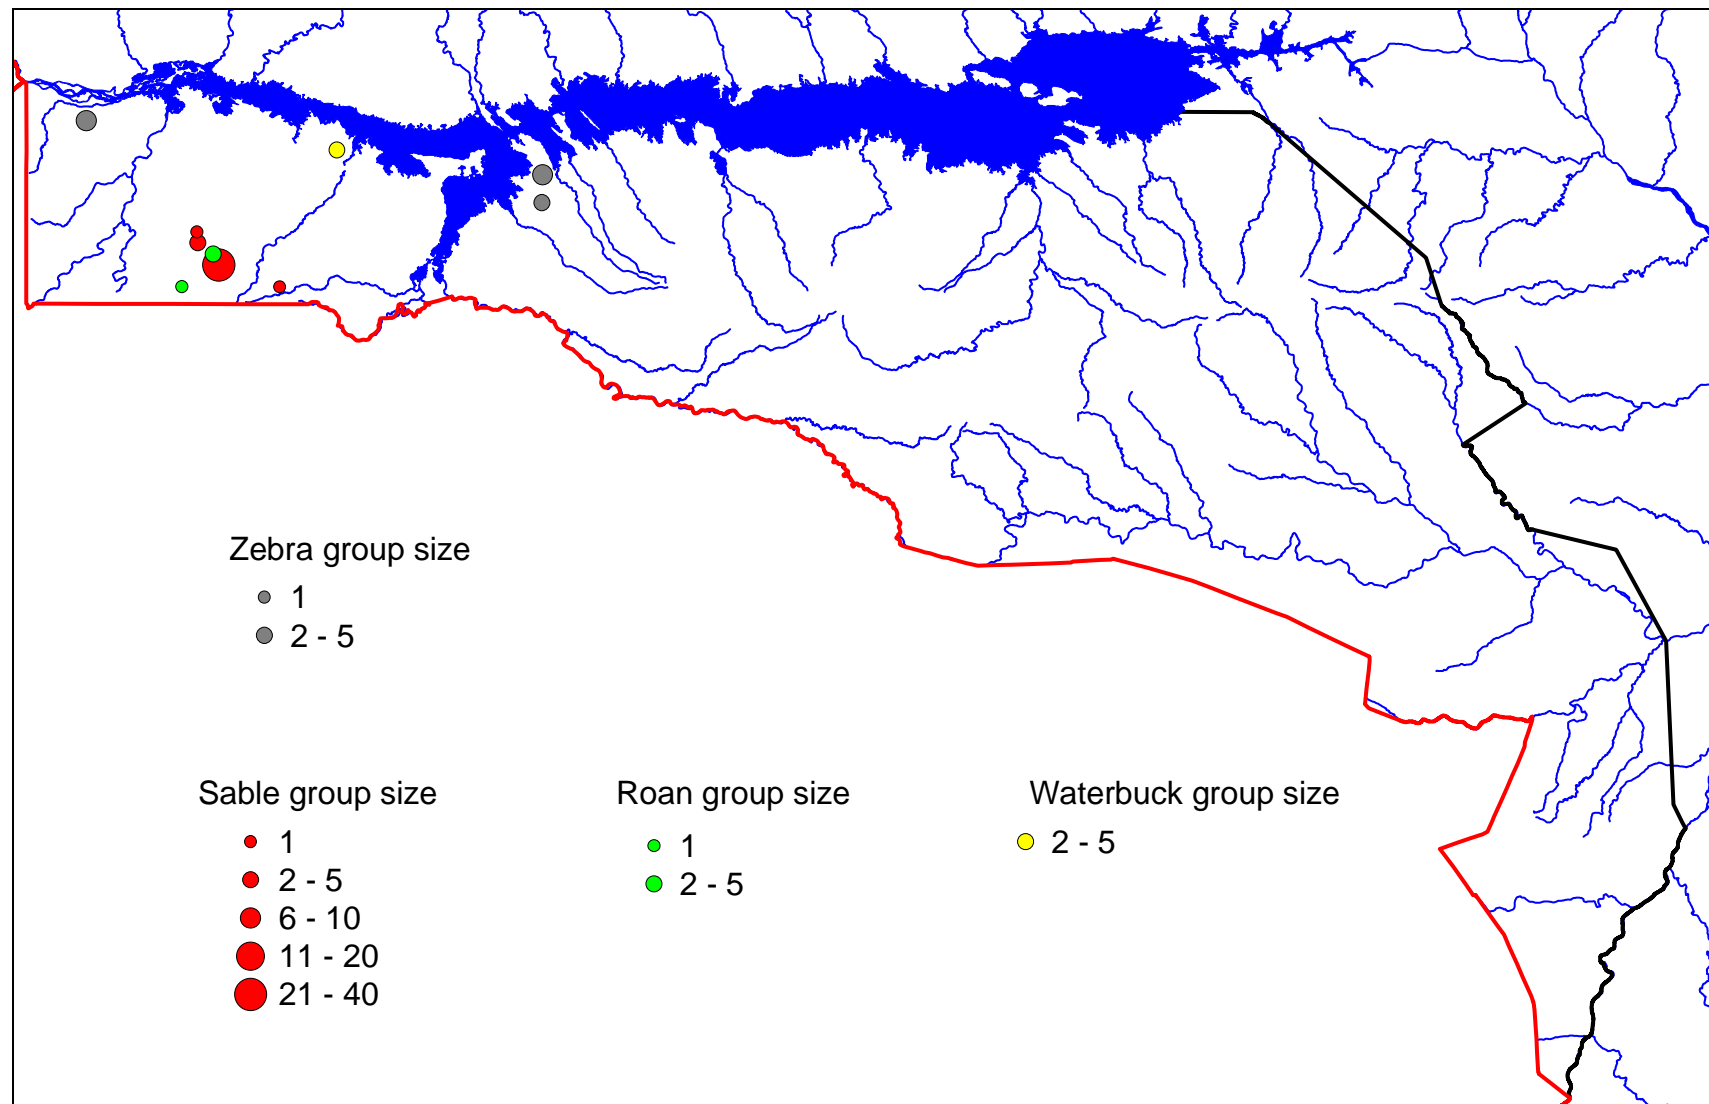 Zebra group size
1
2 - 5
Sable group size
1
2 - 5
6 - 10
11 - 20
21 - 40
Roan group size
1
2 - 5
Waterbuck group size
2 - 5